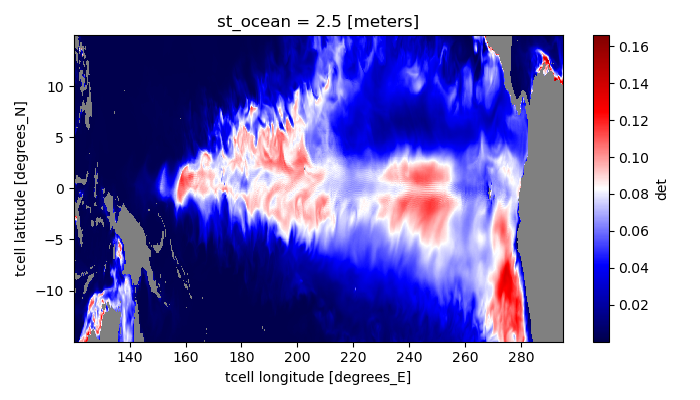 st_ocean = 2.5 [meters]
tcell latitude [degrees_N]
10
5
0
−5
−10
140 160 180 200 220 240 260 280
tcell longitude [degrees_E]
0.16
0.14
0.12
0.10
0.08
0.06
0.04
0.02
det